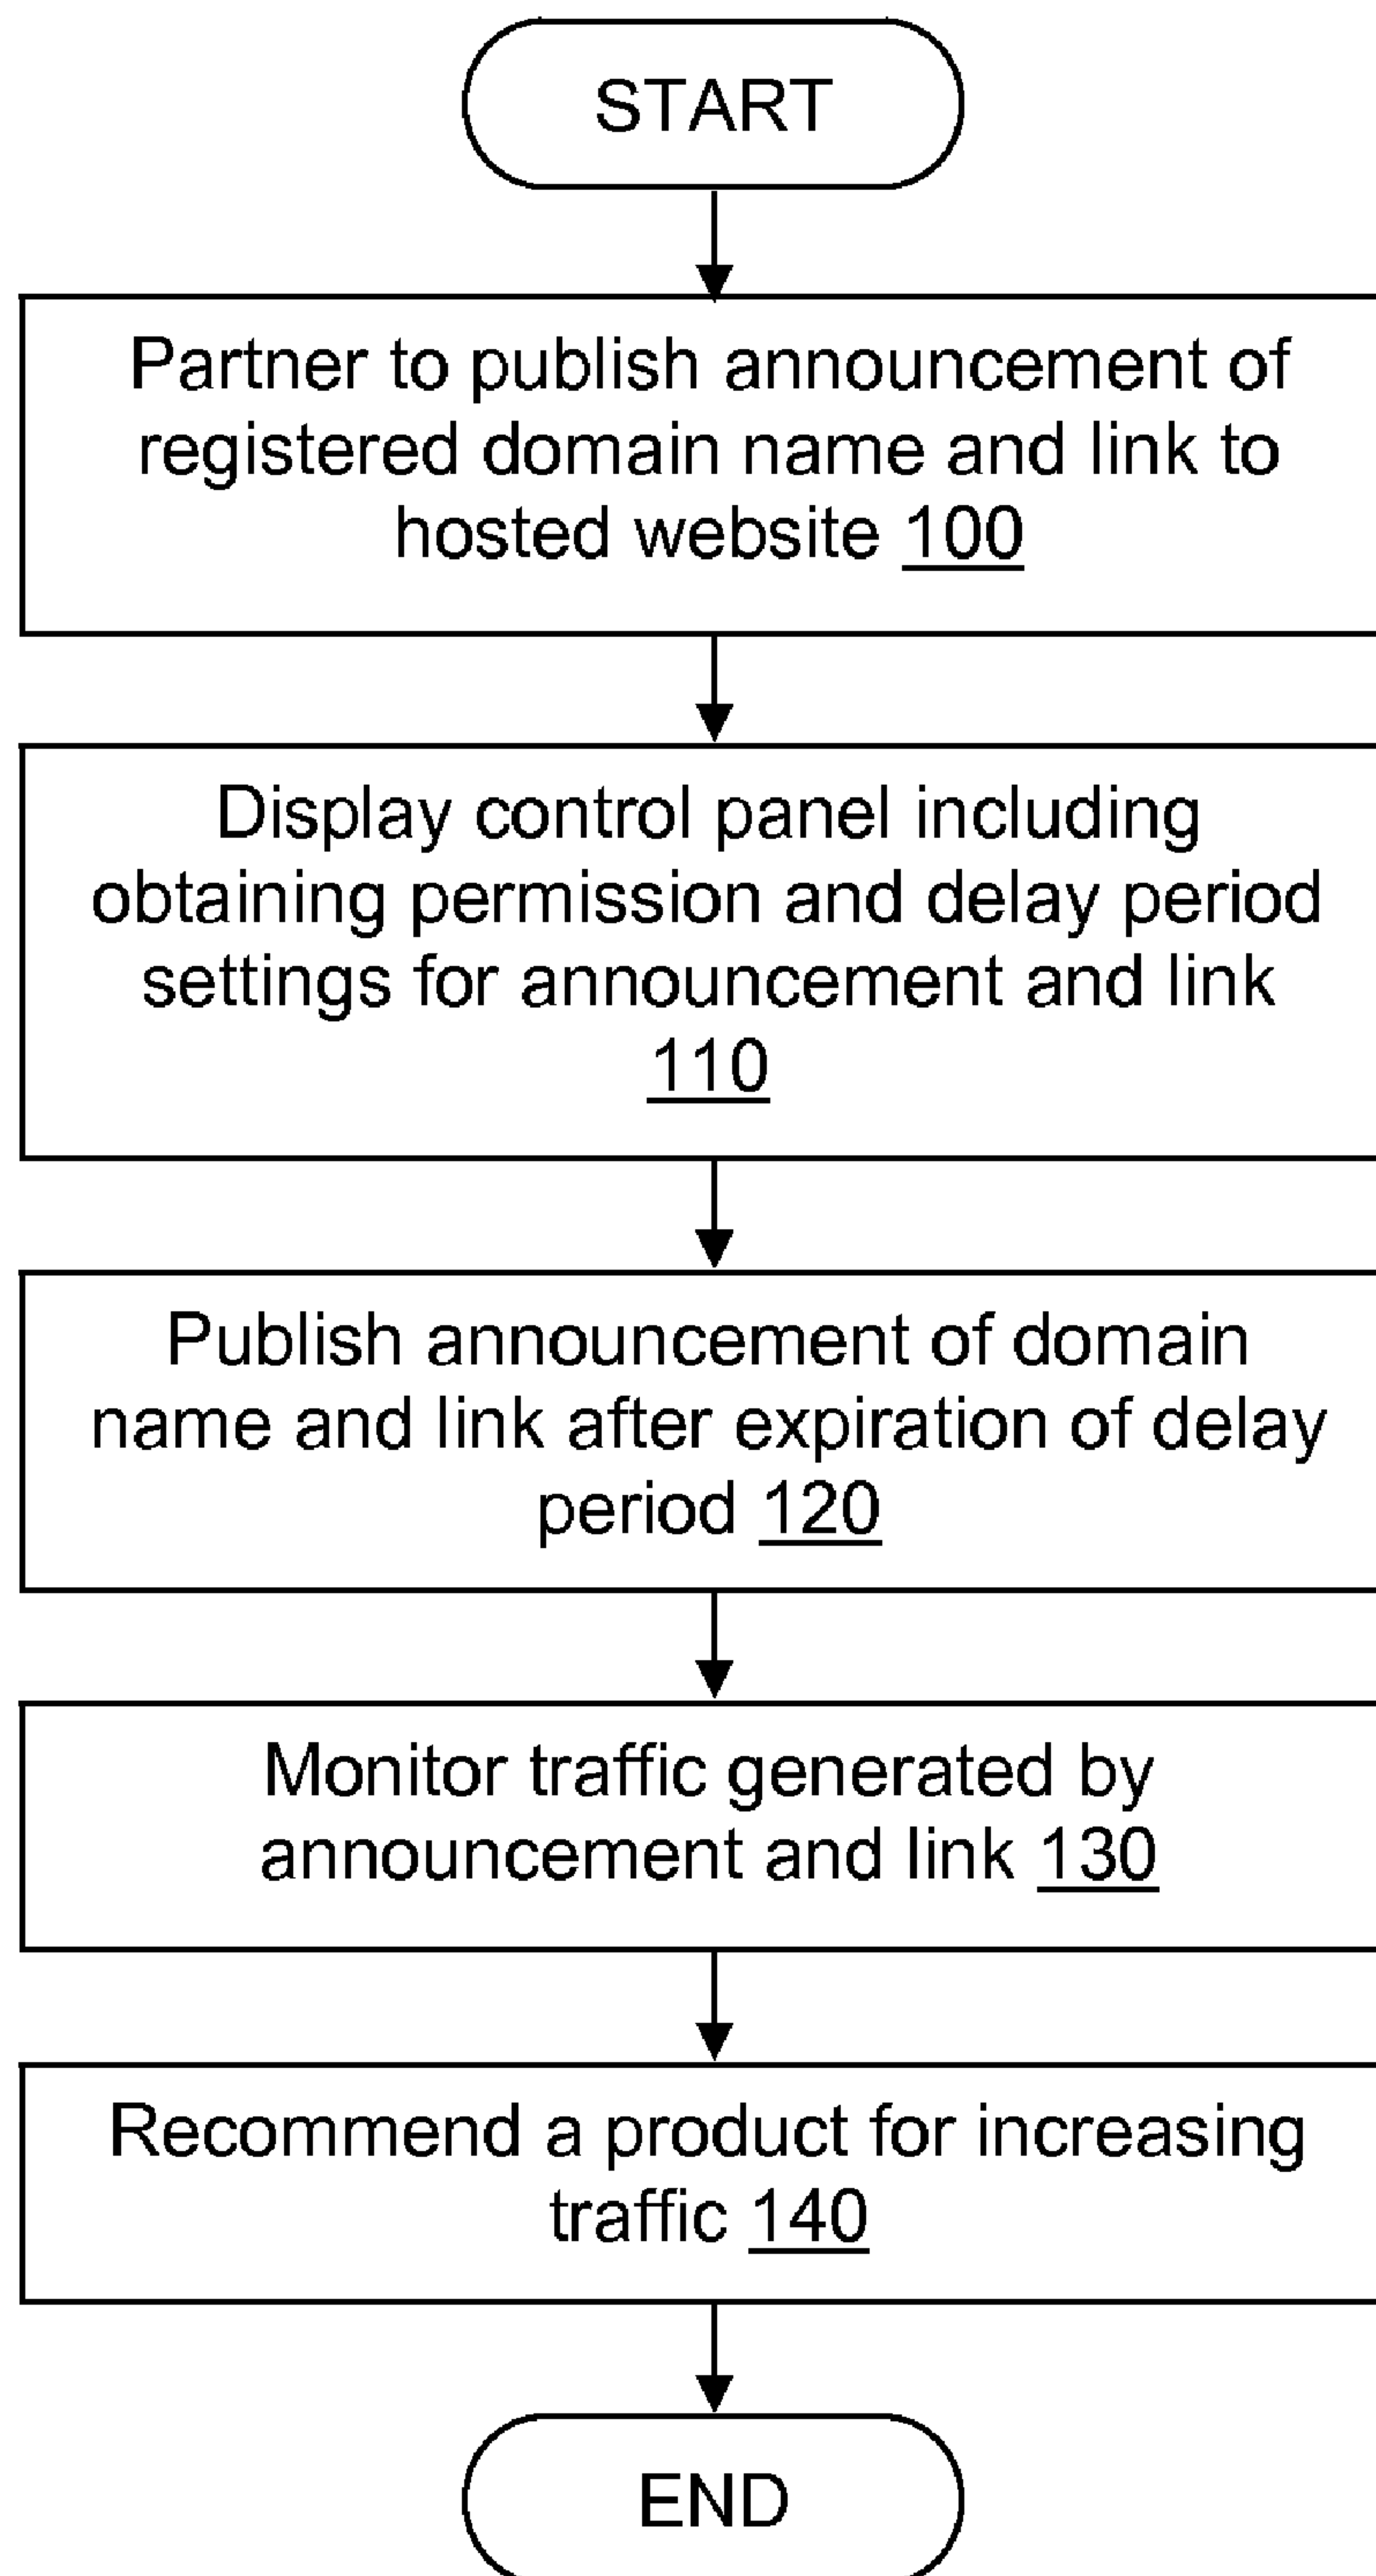 START
Partner to publish announcement of
registered domain name and link to
hosted website 100
Display control panel including
obtaining permission and delay period
settings for announcement and link
110
Publish announcement of domain
name and link after expiration of delay
period 120
Monitor traffic generated by
announcement and link 130
Recommend a product for increasing
traffic 140
END